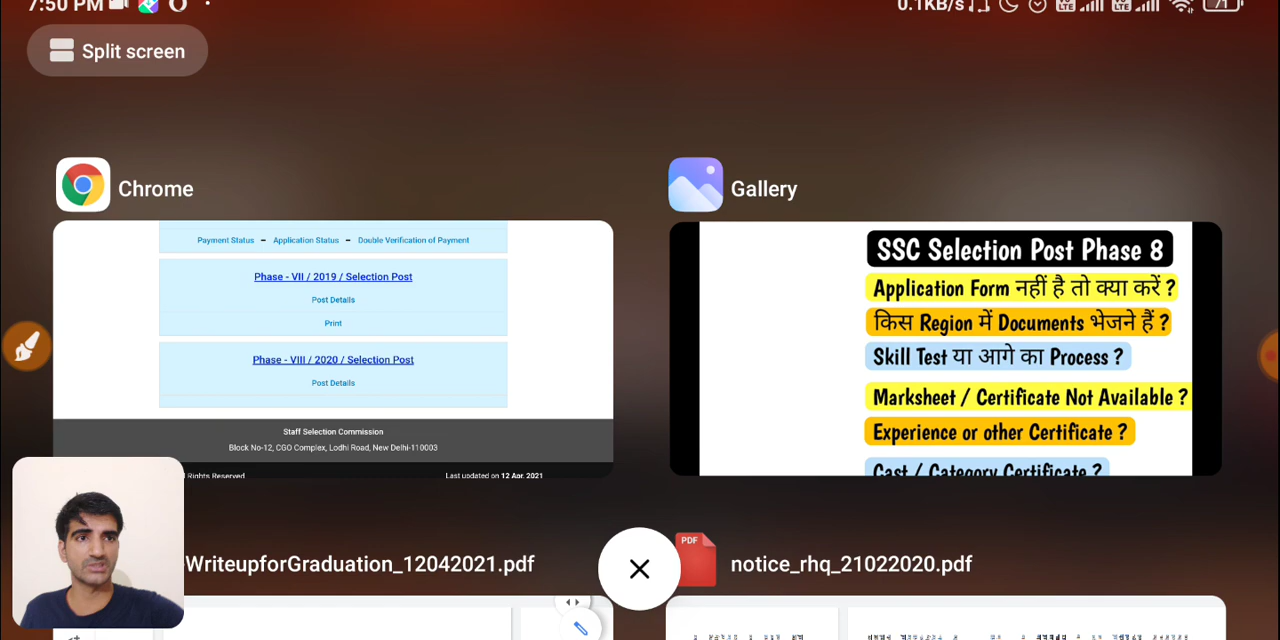 7:50 PM
0.1KB/s
71
Split screen
Chrome
Payment Status – Application Status – Double Verification of Payment
Phase - VII / 2019 / Selection Post
Post Details
Print
Phase - VIII / 2020 / Selection Post
Post Details
Staff Selection Commission
Block No-12, CGO Complex, Lodhi Road, New Delhi-110003
l Rights Reserved
Last updated on 12 Apr, 2021
Gallery
SSC Selection Post Phase 8
Application Form नहीं है तो क्या करें ?
किस Region में Documents भेजने हैं ?
Skill Test या आगे का Process ?
Marksheet / Certificate Not Available ?
Experience or other Certificate ?
Cast / Category Certificate ?
WriteupforGraduation_12042021.pdf
PDF
notice_rhq_21022020.pdf